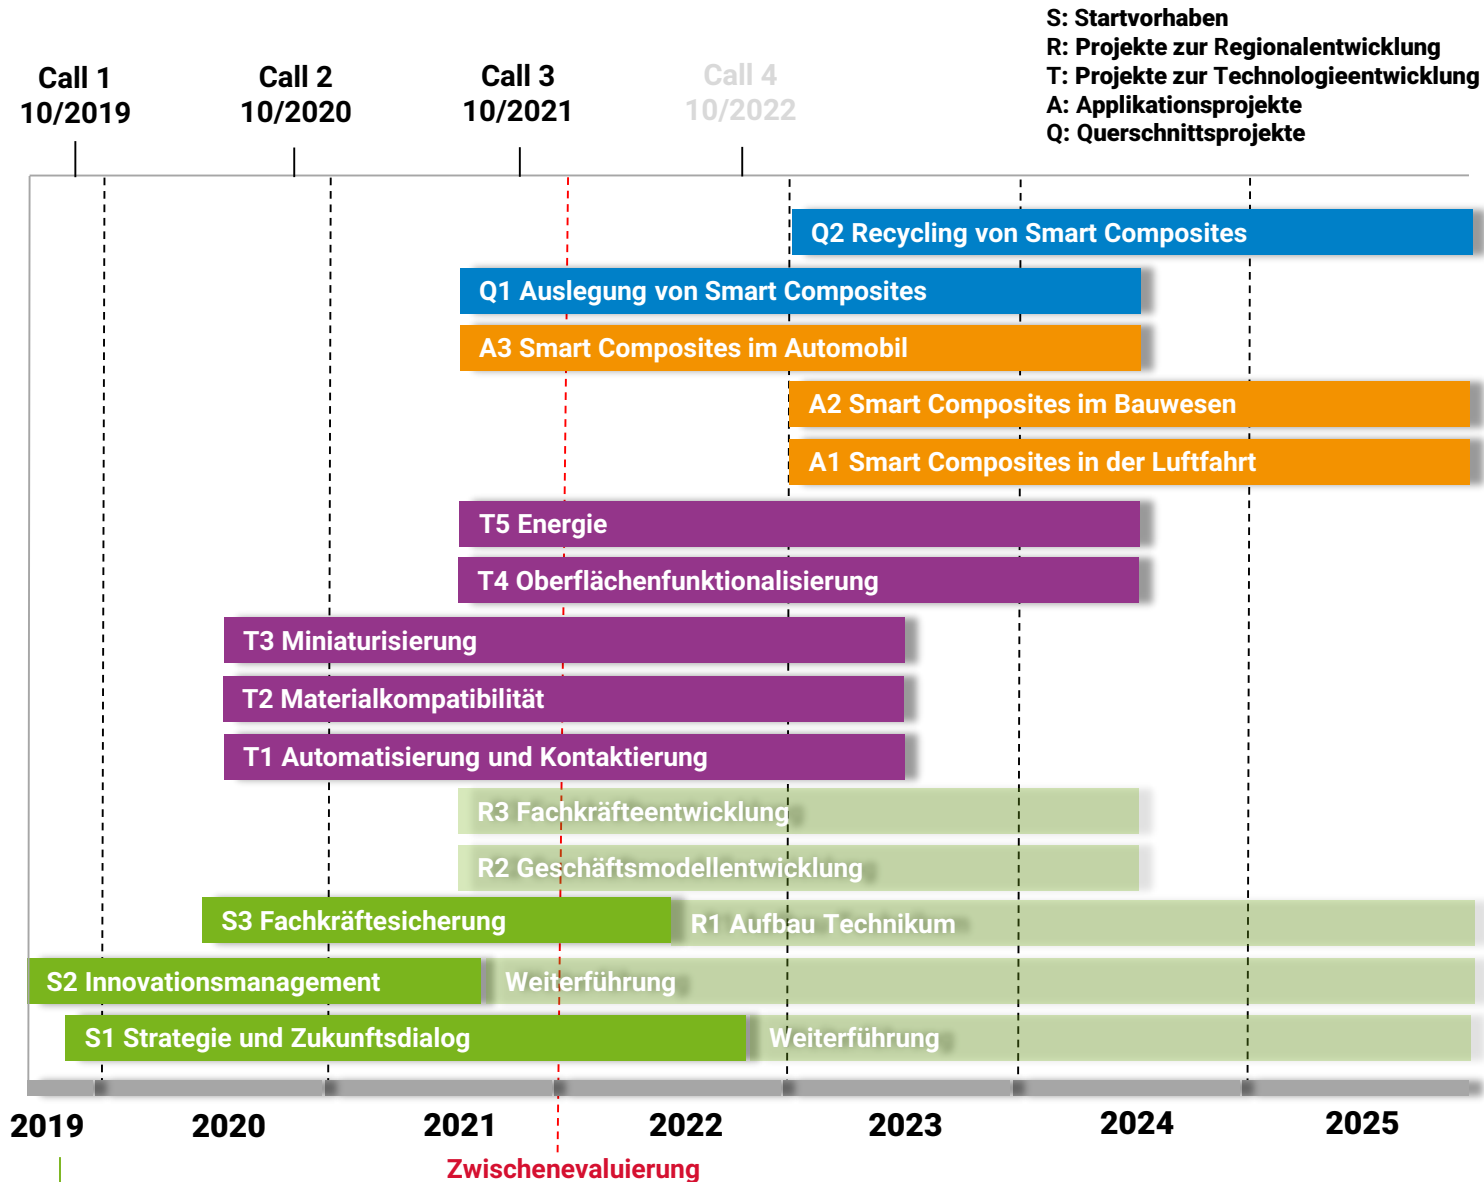 S: Startvorhaben
R: Projekte zur Regionalentwicklung
T: Projekte zur Technologieentwicklung
A: Applikationsprojekte
Q: Querschnittsprojekte
Call 1
10/2019
Call 2
10/2020
Call 3
10/2021
Call 4
10/2022
Q2 Recycling von Smart Composites
Q1 Auslegung von Smart Composites
A3 Smart Composites im Automobil
A2 Smart Composites im Bauwesen
A1 Smart Composites in der Luftfahrt
T5 Energie
T4 Oberflächenfunktionalisierung
T3 Miniaturisierung
T2 Materialkompatibilität
T1 Automatisierung und Kontaktierung
R3 Fachkräfteentwicklung
R2 Geschäftsmodellentwicklung
S3 Fachkräftesicherung
R1 Aufbau Technikum
S2 Innovationsmanagement
Weiterführung
S1 Strategie und Zukunftsdialog
Weiterführung
2019
2020
2021
2022
2023
2024
2025
Zwischenevaluierung